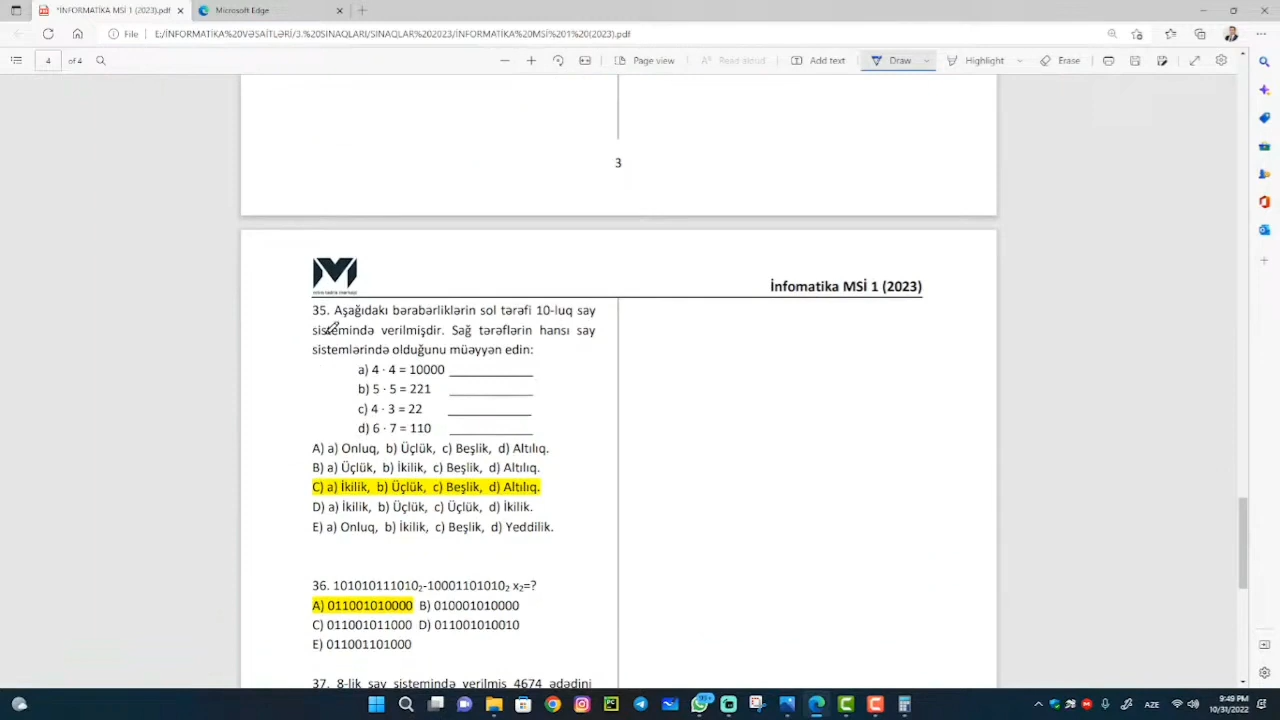 *İNFORMATİKA MSİ 1 (2023).pdf
Microsoft Edge
File E:/İNFORMATİKA%20VƏSAİTLƏRİ/3.%20SINAQLARI/SINAQLAR%202023/İNFORMATİKA%20MSİ%201%20(2023).pdf
4 of 4 Page view Read aloud Add text Draw Highlight Erase
3
İnfomatika MSİ 1 (2023)
35. Aşağıdakı bərabərliklərin sol tərəfi 10-luq say
sistemində verilmişdir. Sağ tərəflərin hansı say
sistemlərində olduğunu müəyyən edin:
a) 4 · 4 = 10000 ____________
b) 5 · 5 = 221 ____________
c) 4 · 3 = 22 ____________
d) 6 · 7 = 110 ____________
A) a) Onluq, b) Üçlük, c) Beşlik, d) Altılıq.
B) a) Üçlük, b) İkilik, c) Beşlik, d) Altılıq.
C) a) İkilik, b) Üçlük, c) Beşlik, d) Altılıq.
D) a) İkilik, b) Üçlük, c) Üçlük, d) İkilik.
E) a) Onluq, b) İkilik, c) Beşlik, d) Yeddilik.
36. 101010111010₂-10001101010₂ x₂=?
A) 011001010000 B) 010001010000
C) 011001011000 D) 011001010010
E) 011001101000
37. 8-lik say sistemində verilmiş 4674 ədədini
99+
AZE
9:49 PM
10/31/2022